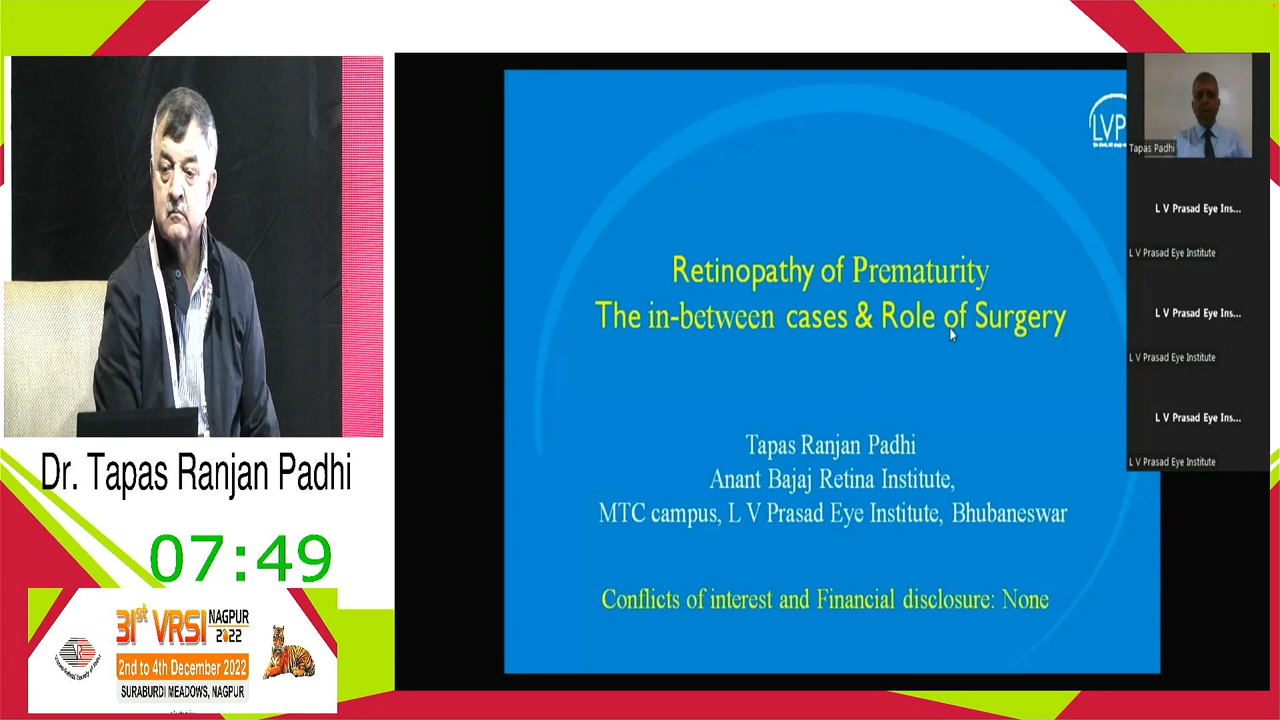 LVP
Tapas Padhi
L V Prasad Eye Ins...
L V Prasad Eye Institute
L V Prasad Eye Ins...
L V Prasad Eye Institute
L V Prasad Eye Ins...
L V Prasad Eye Institute
Retinopathy of Prematurity
The in-between cases & Role of Surgery
Tapas Ranjan Padhi
Anant Bajaj Retina Institute,
MTC campus, L V Prasad Eye Institute, Bhubaneswar
Conflicts of interest and Financial disclosure: None
Dr. Tapas Ranjan Padhi
07:49
31st VRSI NAGPUR 2022
2nd to 4th December 2022
SURABURDI MEADOWS, NAGPUR